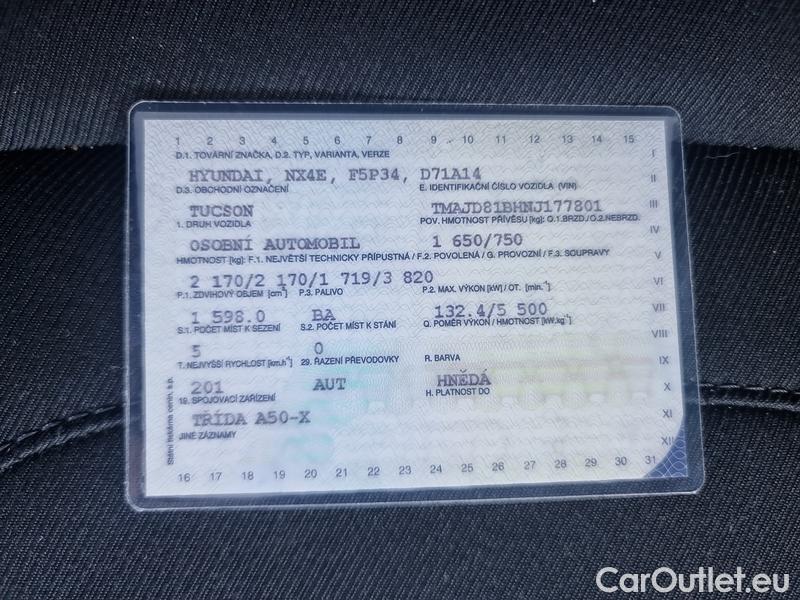 1 2 3 4 5 6 7 8 9 10 11 12 13 14 15
D.1. TOVÁRNÍ ZNAČKA, D.2. TYP, VARIANTA, VERZE
I
HYUNDAI, NX4E, F5P34, D71A14
II
D.3. OBCHODNÍ OZNAČENÍ E. IDENTIFIKAČNÍ ČÍSLO VOZIDLA (VIN)
TUCSON TMAJD81BHNJ177801
III
1. DRUH VOZIDLA POV. HMOTNOST PŘÍVĚSU [kg]: O.1.BRZD./O.2.NEBRZD.
OSOBNÍ AUTOMOBIL 1 650/750
IV
HMOTNOST [kg]: F.1. NEJVĚTŠÍ TECHNICKY PŘÍPUSTNÁ / F.2. POVOLENÁ / G. PROVOZNÍ / F.3. SOUPRAVY
V
2 170/2 170/1 719/3 820
VI
P.1. ZDVIHOVÝ OBJEM [cm³] P.3. PALIVO P.2. MAX. VÝKON [kW] / OT. [min.⁻¹]
1 598.0 BA 132.4/5 500
VII
S.1. POČET MÍST K SEZENÍ S.2. POČET MÍST K STÁNÍ Q. POMĚR VÝKON / HMOTNOST [kW.kg⁻¹]
5 0
VIII
T. NEJVYŠŠÍ RYCHLOST [km.h⁻¹] 29. ŘAZENÍ PŘEVODOVKY R. BARVA
IX
201 AUT HNĚDÁ
X
19. SPOJOVACÍ ZAŘÍZENÍ H. PLATNOST DO
TŘÍDA A50-X
XI
JINÉ ZÁZNAMY
XII
16 17 18 19 20 21 22 23 24 25 26 27 28 29 30 31
Státní tiskárna cenin, s.p.
CarOutlet.eu